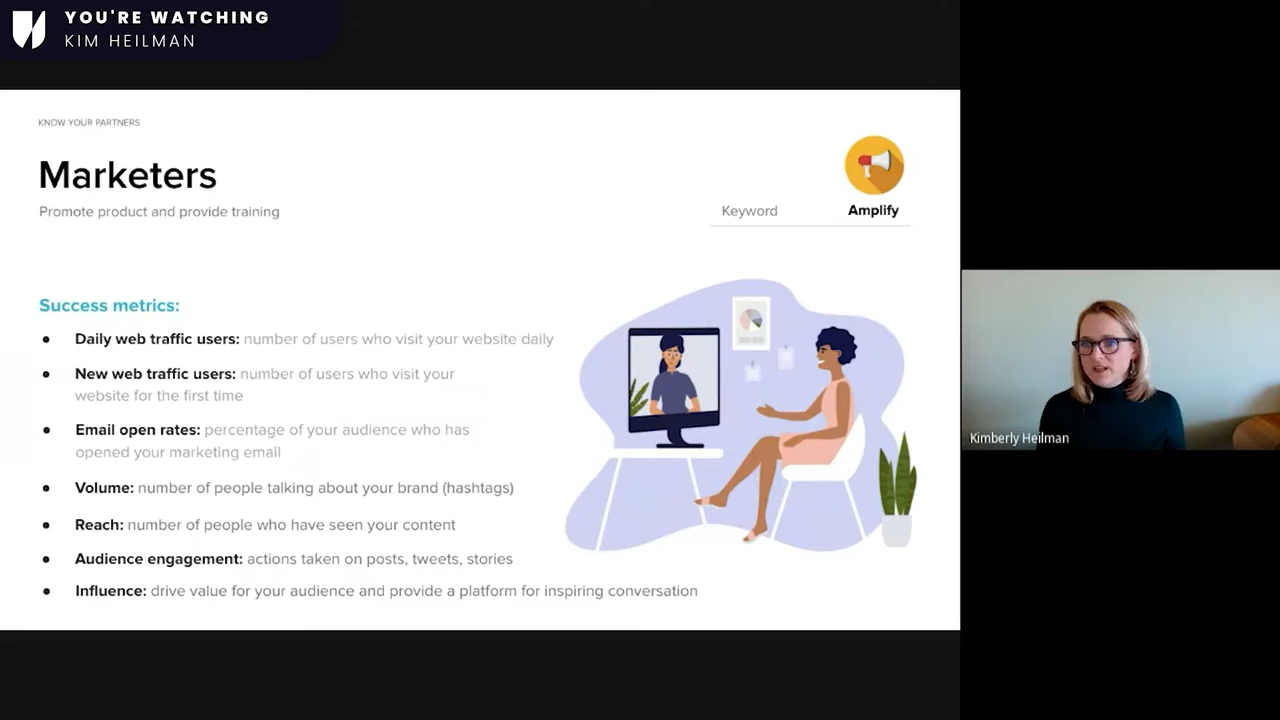 YOU'RE WATCHING
KIM HEILMAN
KNOW YOUR PARTNERS
Marketers
Promote product and provide training
Keyword
Amplify
Success metrics:
● Daily web traffic users: number of users who visit your website daily
● New web traffic users: number of users who visit your
website for the first time
● Email open rates: percentage of your audience who has
opened your marketing email
● Volume: number of people talking about your brand (hashtags)
● Reach: number of people who have seen your content
● Audience engagement: actions taken on posts, tweets, stories
● Influence: drive value for your audience and provide a platform for inspiring conversation
Kimberly Heilman